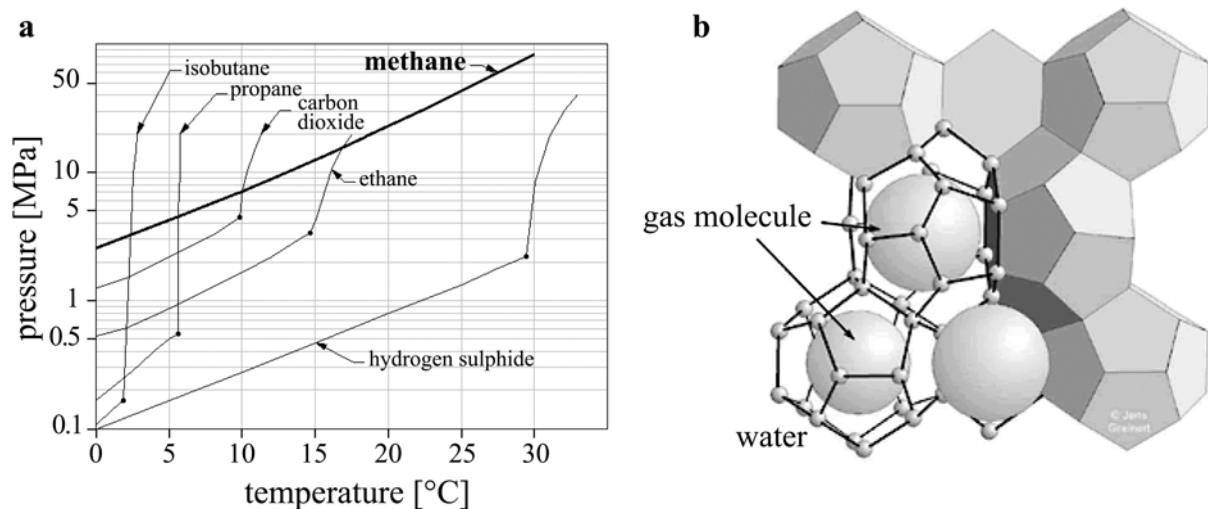 a
50
10
5
1
0.5
0.1
pressure [MPa]
0
5
10
15
20
25
30
temperature [°C]
isobutane
propane
carbon
dioxide
methane
ethane
hydrogen sulphide
b
gas molecule
water
© Jens
Greinert